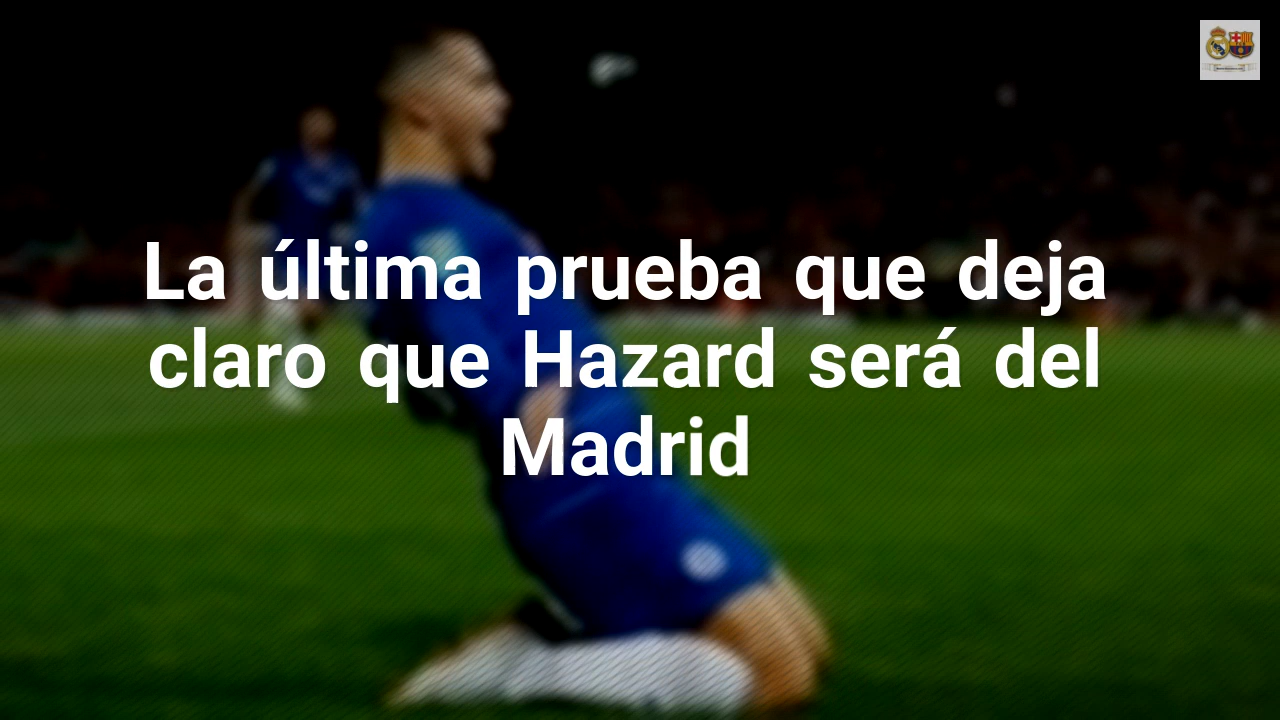 La última prueba que deja
claro que Hazard será del
Madrid